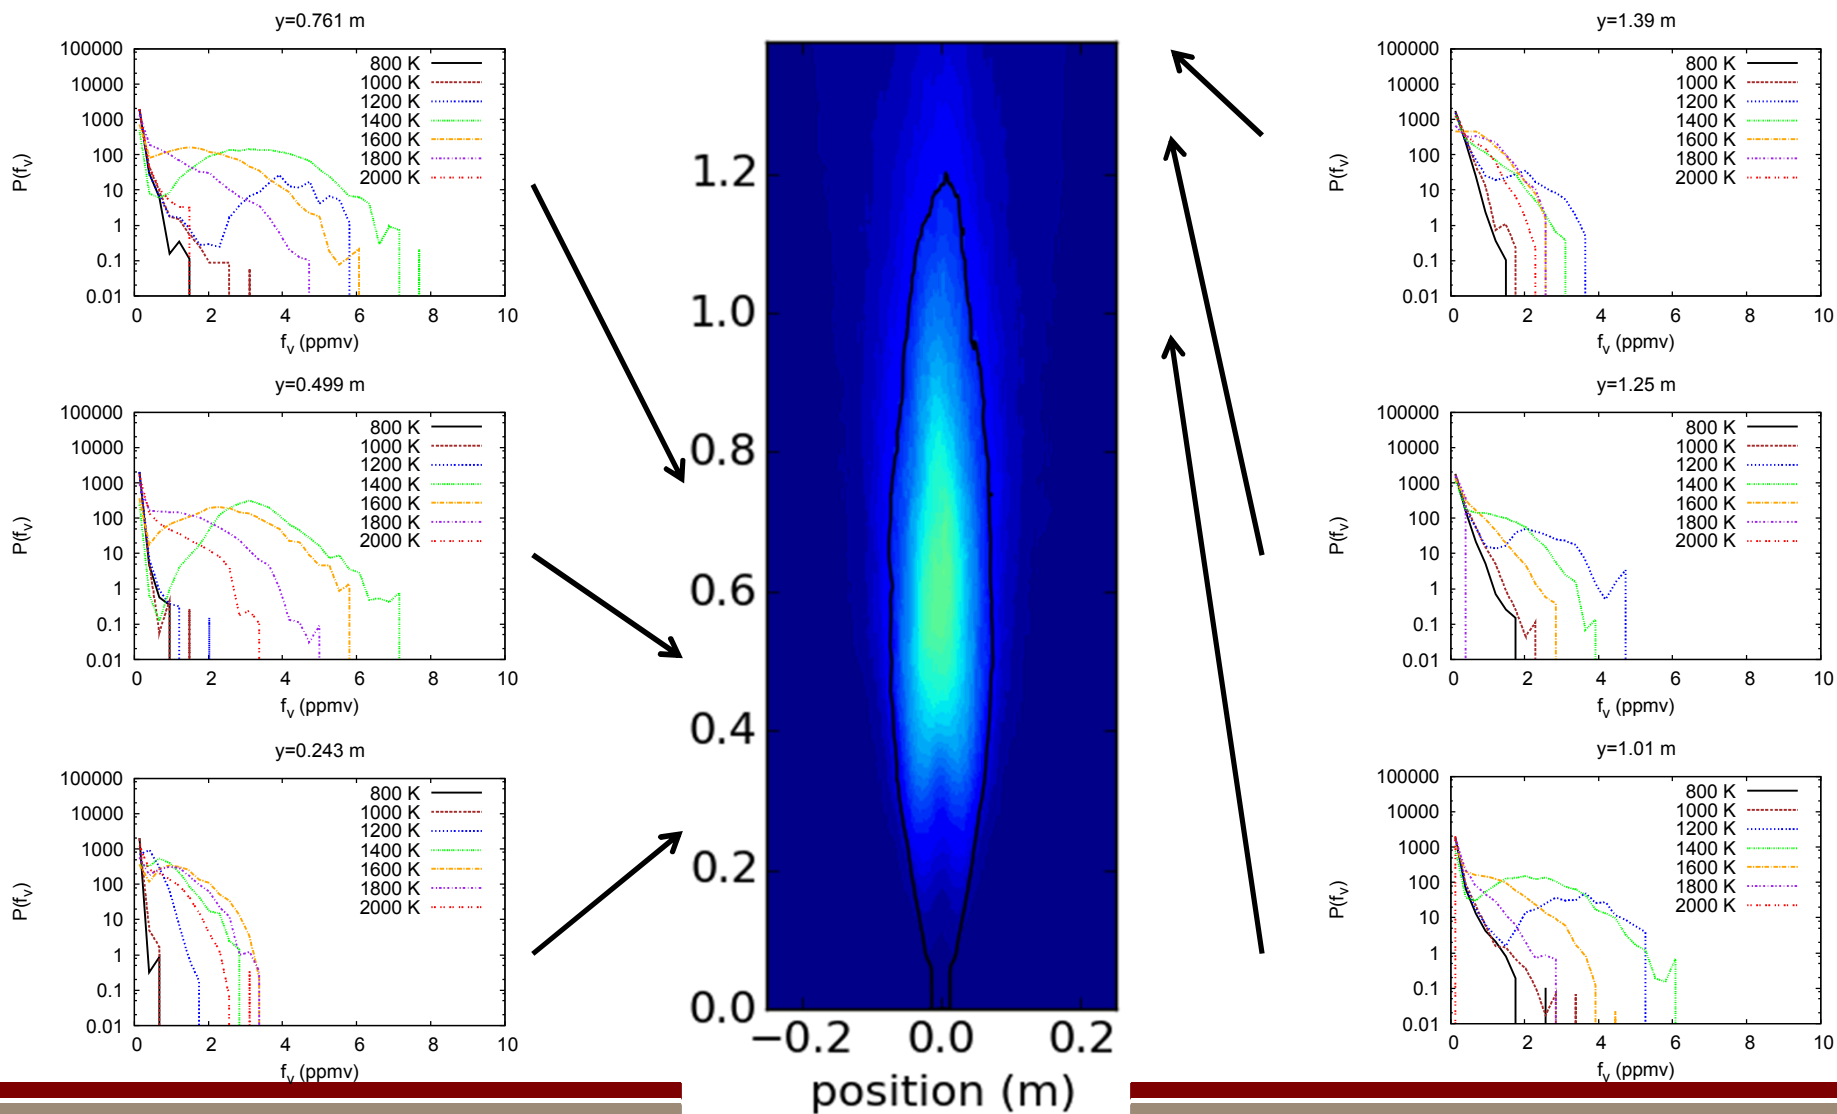 y=0.761 m
100000
10000
1000
100
10
1
0.1
0.01
P(fv)
800 K
1000 K
1200 K
1400 K
1600 K
1800 K
2000 K
0 2 4 6 8 10
fv (ppmv)
y=0.499 m
100000
10000
1000
100
10
1
0.1
0.01
P(fv)
800 K
1000 K
1200 K
1400 K
1600 K
1800 K
2000 K
0 2 4 6 8 10
fv (ppmv)
y=0.243 m
100000
10000
1000
100
10
1
0.1
0.01
P(fv)
800 K
1000 K
1200 K
1400 K
1600 K
1800 K
2000 K
0 2 4 6 8 10
fv (ppmv)
1.2
1.0
0.8
0.6
0.4
0.2
0.0
−0.2 0.0 0.2
position (m)
y=1.39 m
100000
10000
1000
100
10
1
0.1
0.01
P(fv)
800 K
1000 K
1200 K
1400 K
1600 K
1800 K
2000 K
0 2 4 6 8 10
fv (ppmv)
y=1.25 m
100000
10000
1000
100
10
1
0.1
0.01
P(fv)
800 K
1000 K
1200 K
1400 K
1600 K
1800 K
2000 K
0 2 4 6 8 10
fv (ppmv)
y=1.01 m
100000
10000
1000
100
10
1
0.1
0.01
P(fv)
800 K
1000 K
1200 K
1400 K
1600 K
1800 K
2000 K
0 2 4 6 8 10
fv (ppmv)